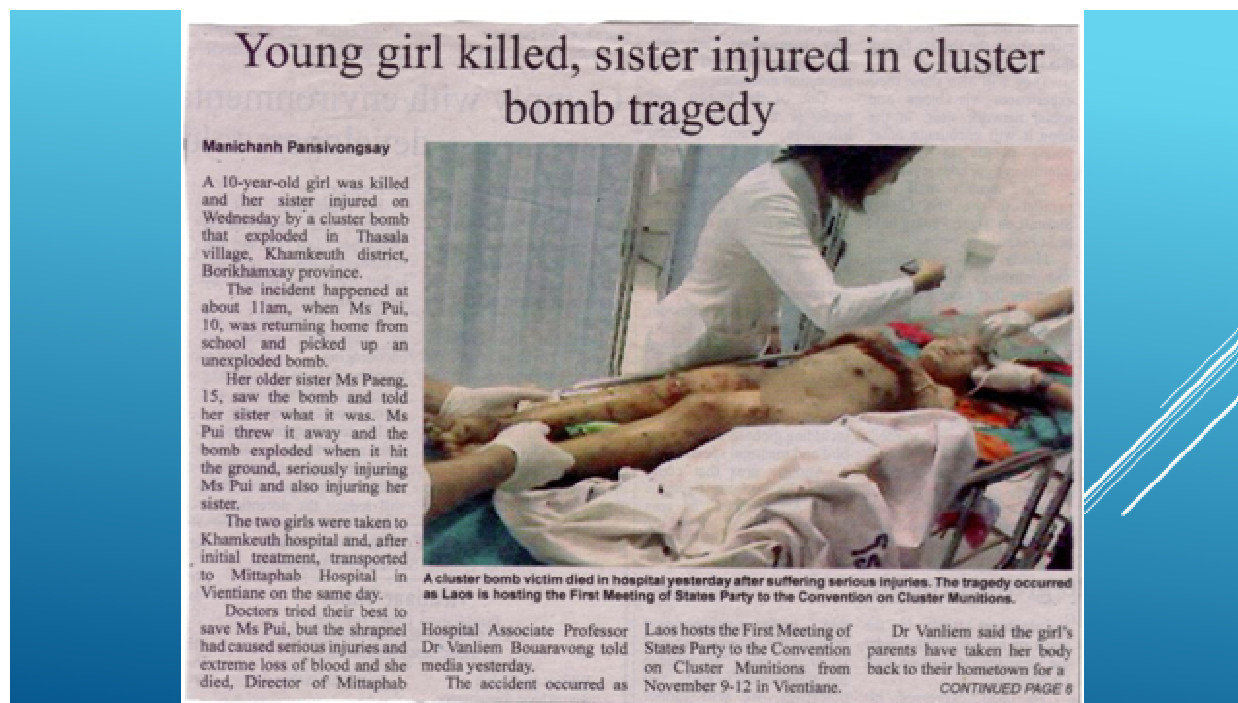 Young girl killed, sister injured in cluster
bomb tragedy
Manichanh Pansivongsay
A 10-year-old girl was killed
and her sister injured on
Wednesday by a cluster bomb
that exploded in Thasala
village, Khamkeuth district,
Borikhamxay province.
The incident happened at
about 11am, when Ms Pui,
10, was returning home from
school and picked up an
unexploded bomb.
Her older sister Ms Paeng,
15, saw the bomb and told
her sister what it was. Ms
Pui threw it away and the
bomb exploded when it hit
the ground, seriously injuring
Ms Pui and also injuring her
sister.
The two girls were taken to
Khamkeuth hospital and, after
initial treatment, transported
to Mittaphab Hospital in
Vientiane on the same day.
Doctors tried their best to
save Ms Pui, but the shrapnel
had caused serious injuries and
extreme loss of blood and she
died, Director of Mittaphab
A cluster bomb victim died in hospital yesterday after suffering serious injuries. The tragedy occurred
as Laos is hosting the First Meeting of States Party to the Convention on Cluster Munitions.
Hospital Associate Professor
Dr Vanliem Bouaravong told
media yesterday.
The accident occurred as
Laos hosts the First Meeting of
States Party to the Convention
on Cluster Munitions from
November 9-12 in Vientiane.
Dr Vanliem said the girl's
parents have taken her body
back to their hometown for a
CONTINUED PAGE 6